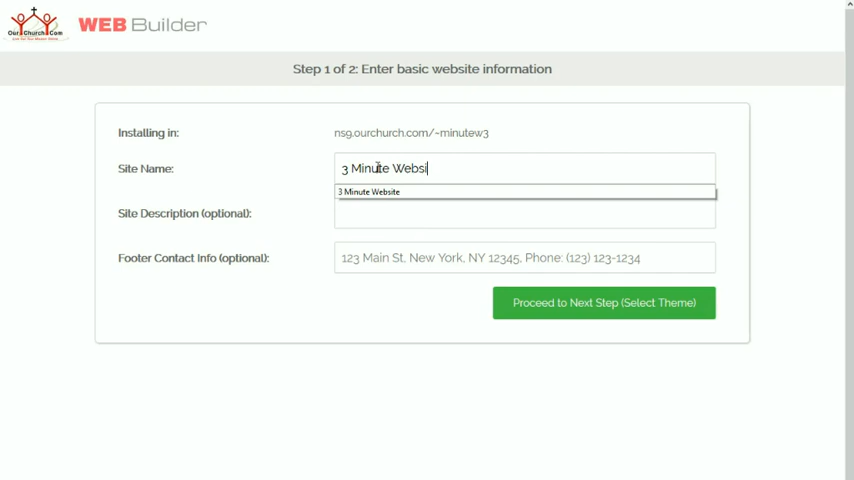 OurChurch.Com
WEB Builder
Step 1 of 2: Enter basic website information
Installing in: ns9.ourchurch.com/~minutew3
Site Name: 3 Minute Websi
3 Minute Website
Site Description (optional):
Footer Contact Info (optional): 123 Main St. New York, NY 12345, Phone: (123) 123-1234
Proceed to Next Step (Select Theme)